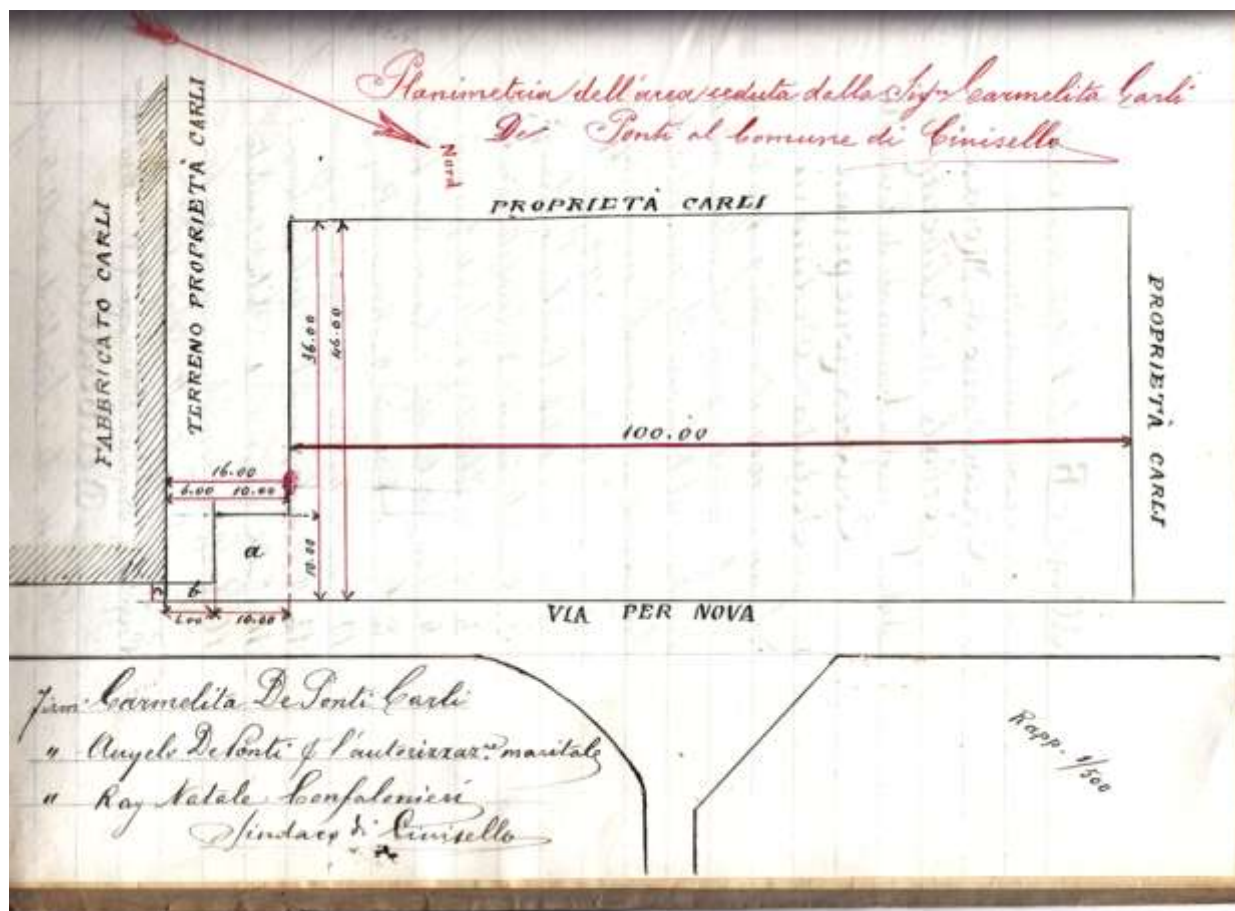 Planimetria dell'area ceduta dalla Sigra Carmelita Carli
De Ponti al Comune di Cinisello
Nord
PROPRIETÀ CARLI
FABBRICATO CARLI
TERRENO PROPRIETÀ CARLI
PROPRIETÀ CARLI
36.00
46.00
100.00
16.00
6.00 10.00
a
10.00
b
6.00 10.00
VIA PER NOVA
Firm: Carmelita De Ponti Carli
" Angelo De Ponti p l'autorizzaz.ne maritale
" Rag Natale Confalonieri
Sindaco di Cinisello
Rapp. 1/500